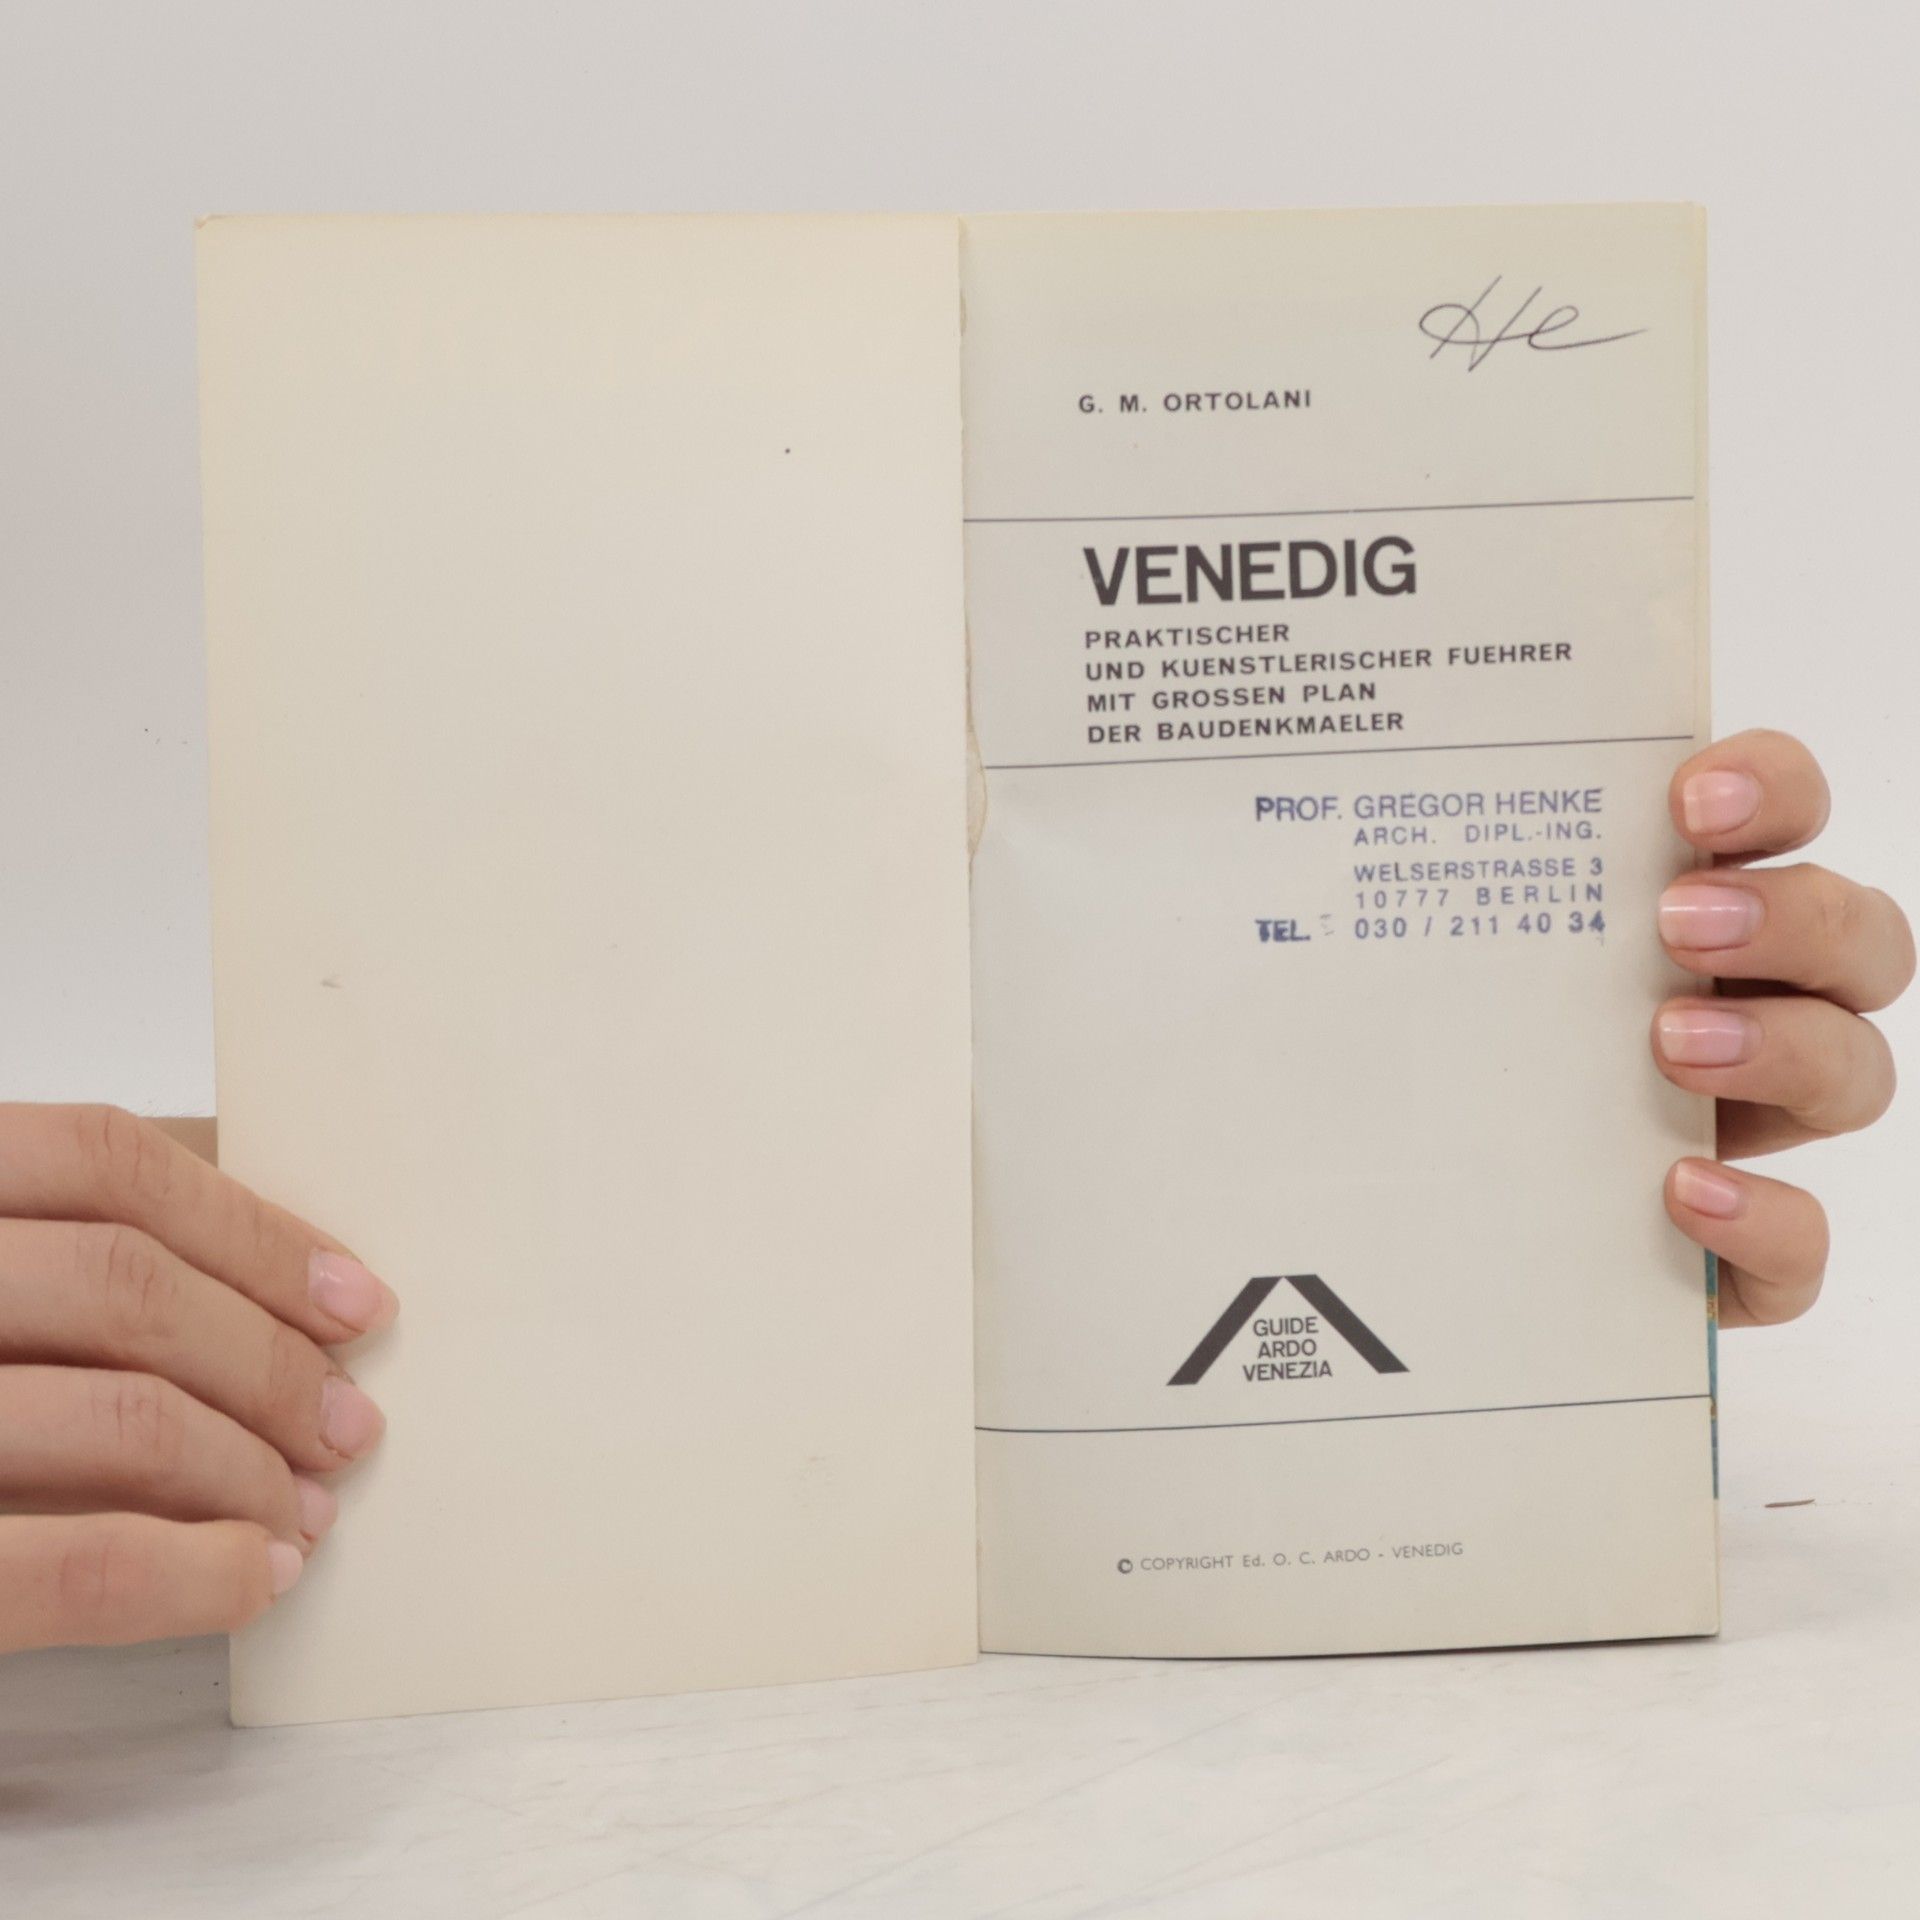 He
G. M. ORTOLANI
VENEDIG
PRAKTISCHER
UND KUENSTLERISCHER FUEHRER
MIT GROSSEN PLAN
DER BAUDENKMAELER
PROF. GREGOR HENKE
ARCH. DIPL.-ING.
WELSERSTRASSE 3
10777 BERLIN
TEL. 030 / 211 40 34
GUIDE
ARDO
VENEZIA
© COPYRIGHT Ed. O. C. ARDO - VENEDIG